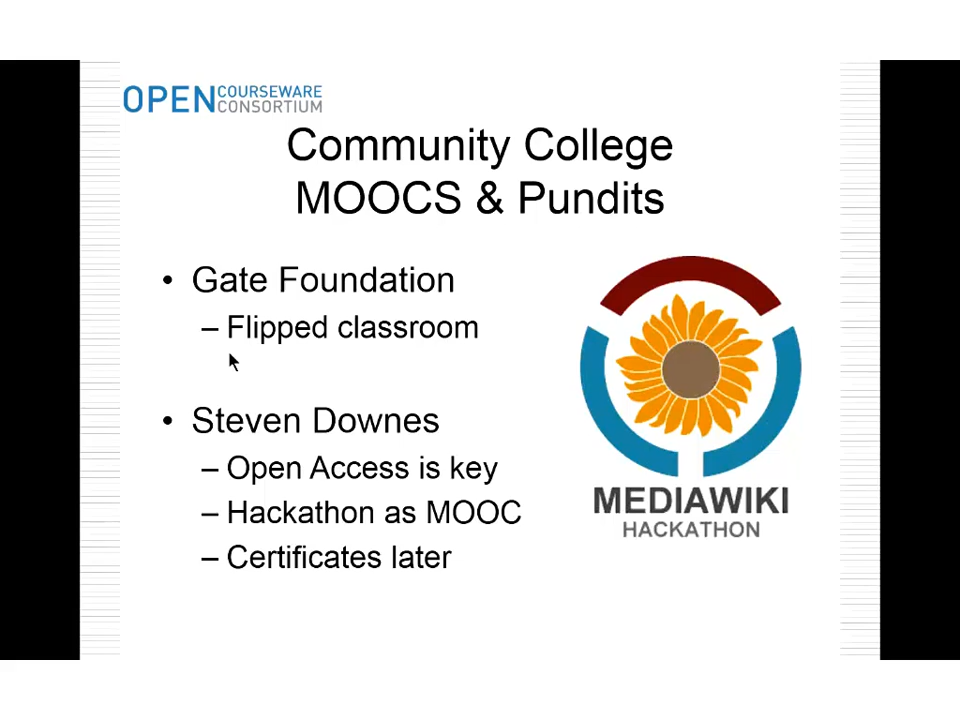 OPEN COURSEWARE CONSORTIUM
Community College
MOOCS & Pundits
• Gate Foundation
– Flipped classroom
• Steven Downes
– Open Access is key
– Hackathon as MOOC
– Certificates later
MEDIAWIKI
HACKATHON